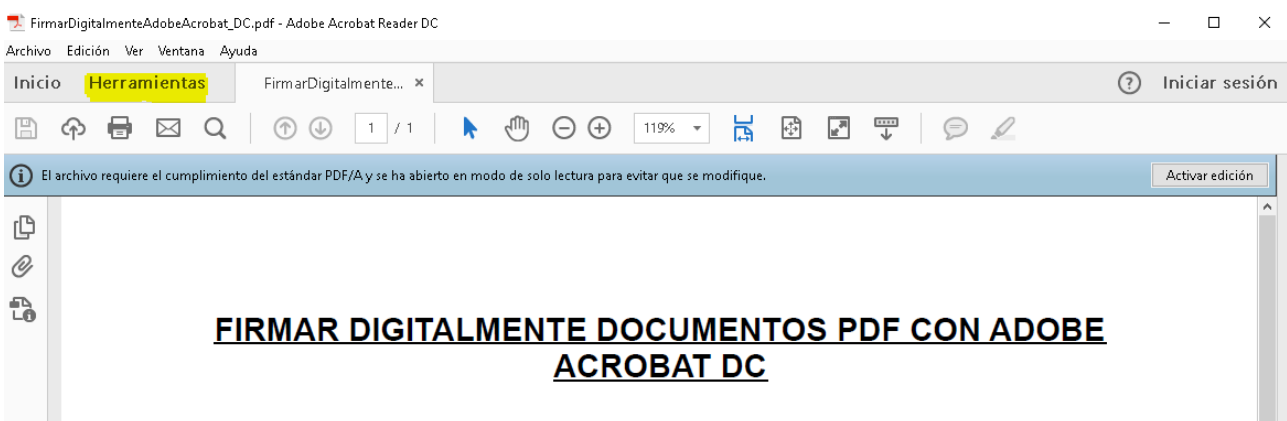 FirmarDigitalmenteAdobeAcrobat_DC.pdf - Adobe Acrobat Reader DC
Archivo Edición Ver Ventana Ayuda
Inicio Herramientas FirmarDigitalmente... × ? Iniciar sesión
1 / 1 119%
El archivo requiere el cumplimiento del estándar PDF/A y se ha abierto en modo de solo lectura para evitar que se modifique. Activar edición
FIRMAR DIGITALMENTE DOCUMENTOS PDF CON ADOBE
ACROBAT DC